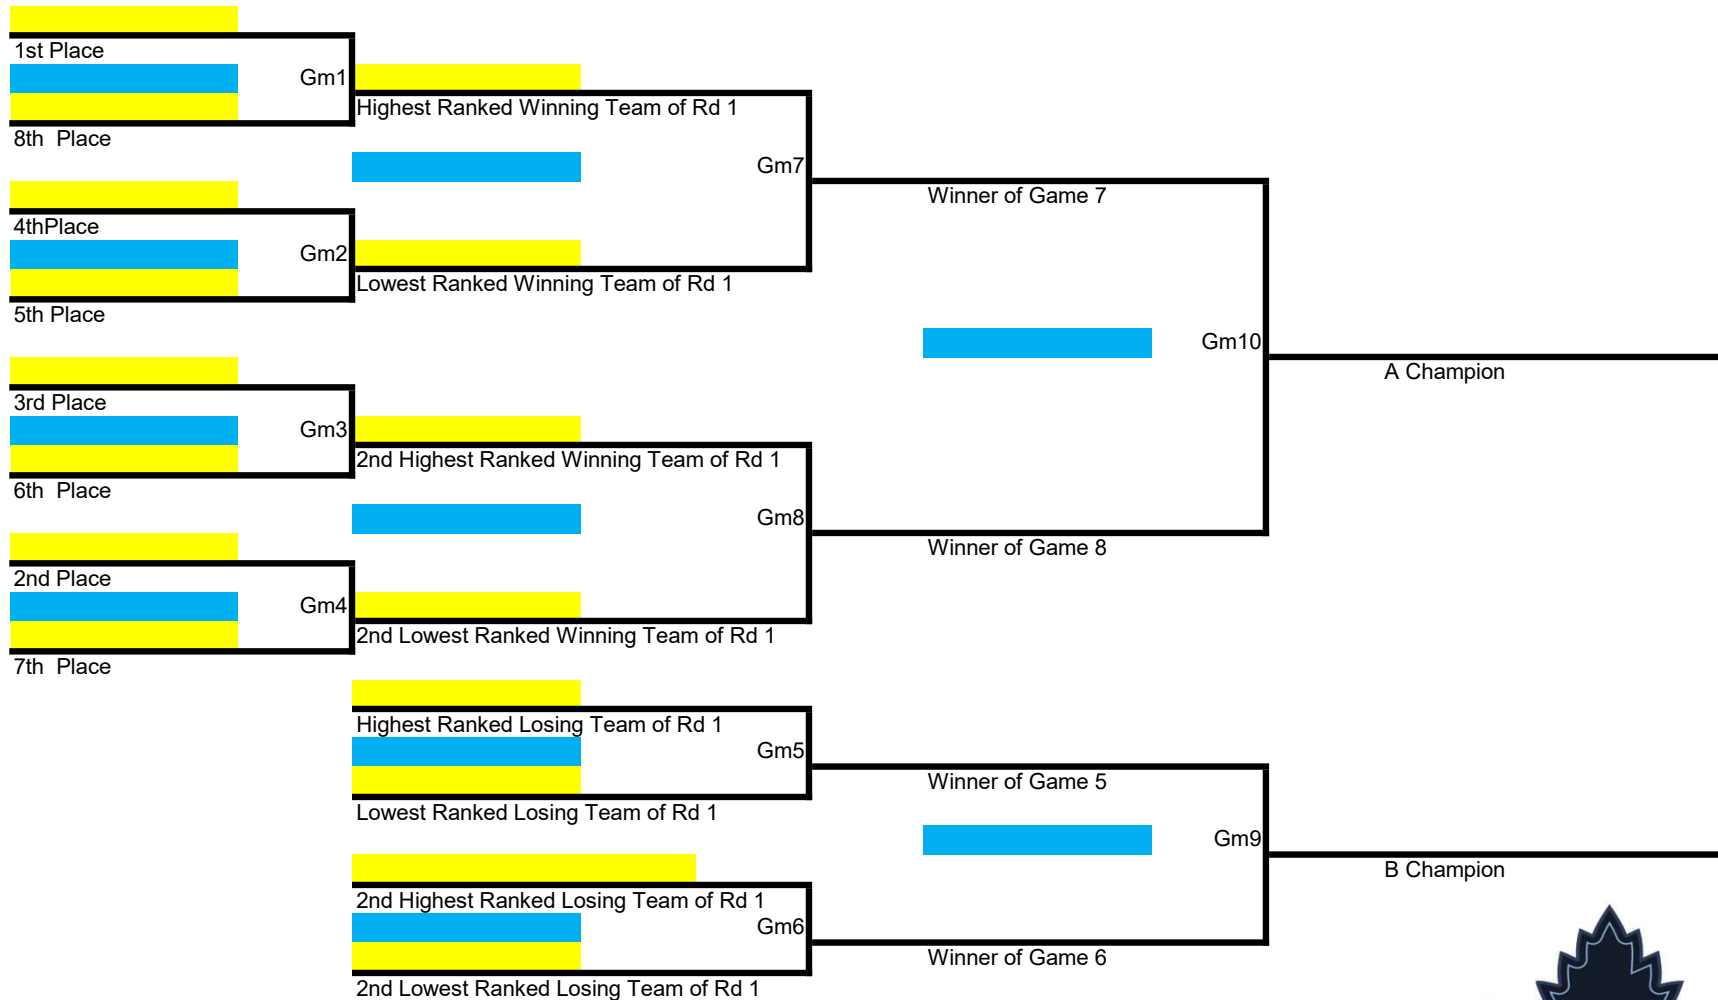 1st Place
Gm1
8th  Place
4thPlace
Gm2
5th Place
3rd Place
Gm3
6th  Place
2nd Place
Gm4
7th  Place
Highest Ranked Winning Team of Rd 1
Gm7
Lowest Ranked Winning Team of Rd 1
2nd Highest Ranked Winning Team of Rd 1
Gm8
2nd Lowest Ranked Winning Team of Rd 1
Highest Ranked Losing Team of Rd 1
Gm5
Lowest Ranked Losing Team of Rd 1
2nd Highest Ranked Losing Team of Rd 1
Gm6
2nd Lowest Ranked Losing Team of Rd 1
Winner of Game 7
Gm10
Winner of Game 8
Winner of Game 5
Gm9
Winner of Game 6
A Champion
B Champion